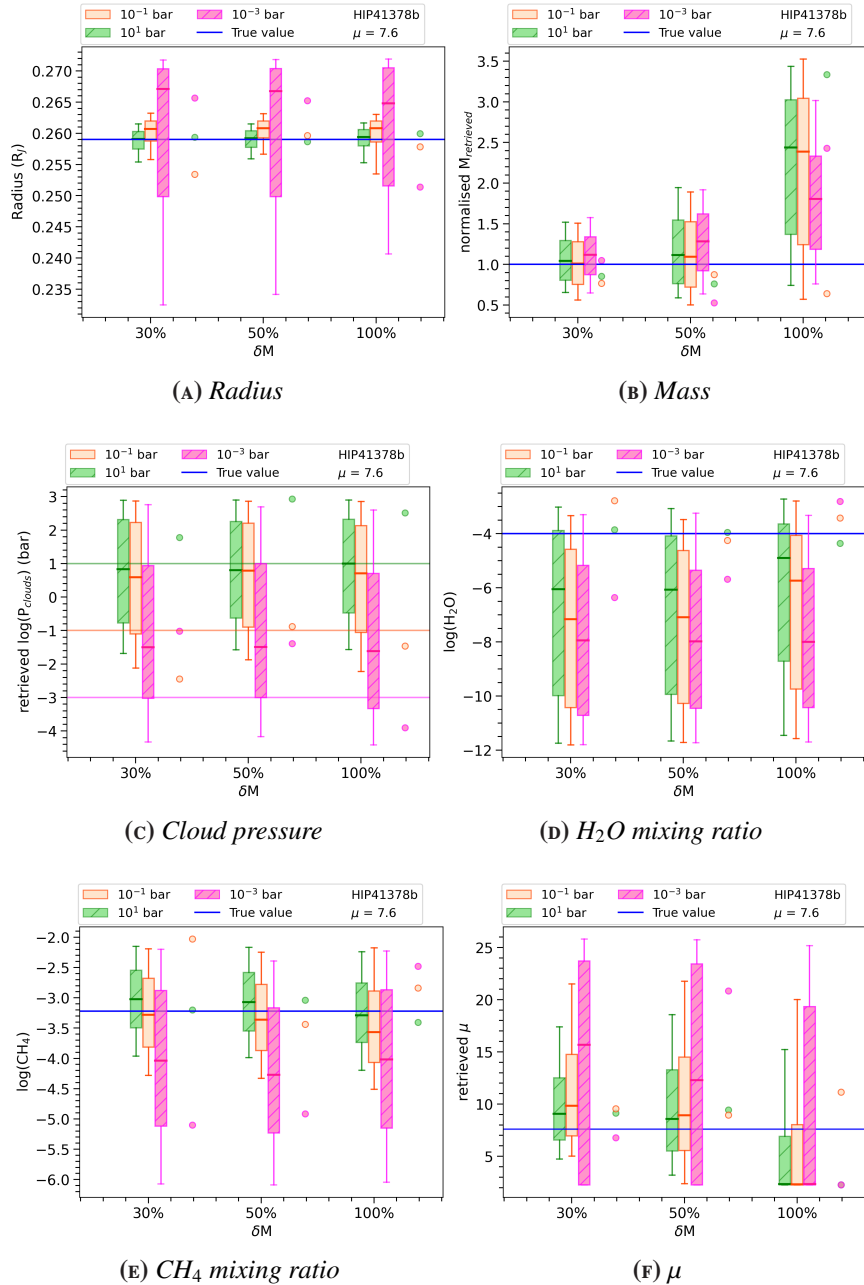 10⁻¹ bar 10⁻³ bar HIP41378b
10¹ bar True value μ = 7.6
0.270
0.265
0.260
0.255
0.250
0.245
0.240
0.235
Radius (R_J)
30% 50% 100%
δM
(A) Radius
10⁻¹ bar 10⁻³ bar HIP41378b
10¹ bar True value μ = 7.6
3.5
3.0
2.5
2.0
1.5
1.0
0.5
normalised M_retrieved
30% 50% 100%
δM
(B) Mass
10⁻¹ bar 10⁻³ bar HIP41378b
10¹ bar True value μ = 7.6
3
2
1
0
−1
−2
−3
−4
retrieved log(P_clouds) (bar)
30% 50% 100%
δM
(C) Cloud pressure
10⁻¹ bar 10⁻³ bar HIP41378b
10¹ bar True value μ = 7.6
−4
−6
−8
−10
−12
log(H₂O)
30% 50% 100%
δM
(D) H₂O mixing ratio
10⁻¹ bar 10⁻³ bar HIP41378b
10¹ bar True value μ = 7.6
−2.0
−2.5
−3.0
−3.5
−4.0
−4.5
−5.0
−5.5
−6.0
log(CH₄)
30% 50% 100%
δM
(E) CH₄ mixing ratio
10⁻¹ bar 10⁻³ bar HIP41378b
10¹ bar True value μ = 7.6
25
20
15
10
5
retrieved μ
30% 50% 100%
δM
(F) μ